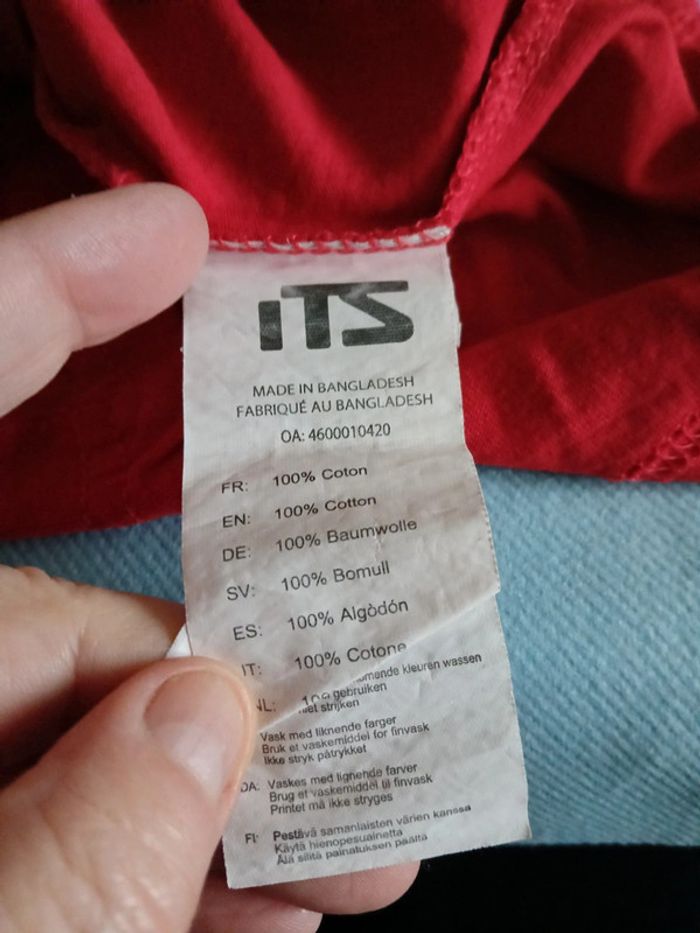 ITS
MADE IN BANGLADESH
FABRIQUÉ AU BANGLADESH
OA: 4600010420
FR: 100% Coton
EN: 100% Cotton
DE: 100% Baumwolle
SV: 100% Bomull
ES: 100% Algòdón
IT: 100% Cotone
kleuren wassen
NL: gebruiken
strijken
Vask med liknende farger
Bruk et vaskemiddel for finvask
Ikke stryk påtrykket
DA: Vaskes med lignende farver
Brug et vaskemiddel til finvask
Printet må ikke stryges
FI: Pestävä samanlaisten värien kanssa
Käytä hienopesuainetta
Älä silitä painatuksen päältä